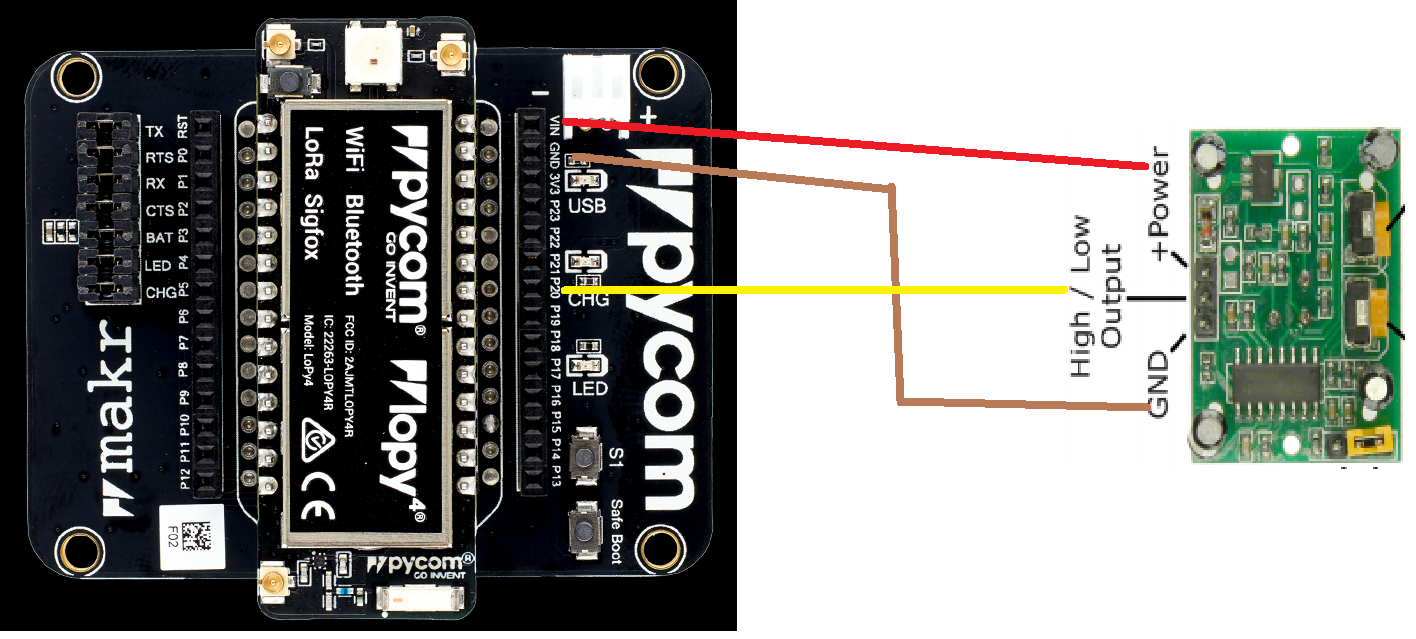 TX
RTS
RX
CTS
BAT
LED
CHG
RST
P0
P1
P2
P3
P4
P5
P6
P7
P8
P9
P10
P11
P12
makr
F02
LoRa Sigfox
WiFi Bluetooth
pycom®
GO INVENT
Model: LoPy4
IC: 22263-LOPY4R
FCC ID: 2AJMTLOPY4R
lopy4®
CE
pycom®
GO INVENT
-
+
VIN
GND
3V3
P23
P22
P21
P20
P19
P18
P17
P16
P15
P14
P13
USB
CHG
LED
S1
Safe Boot
pycom
+Power
High / Low
Output
GND